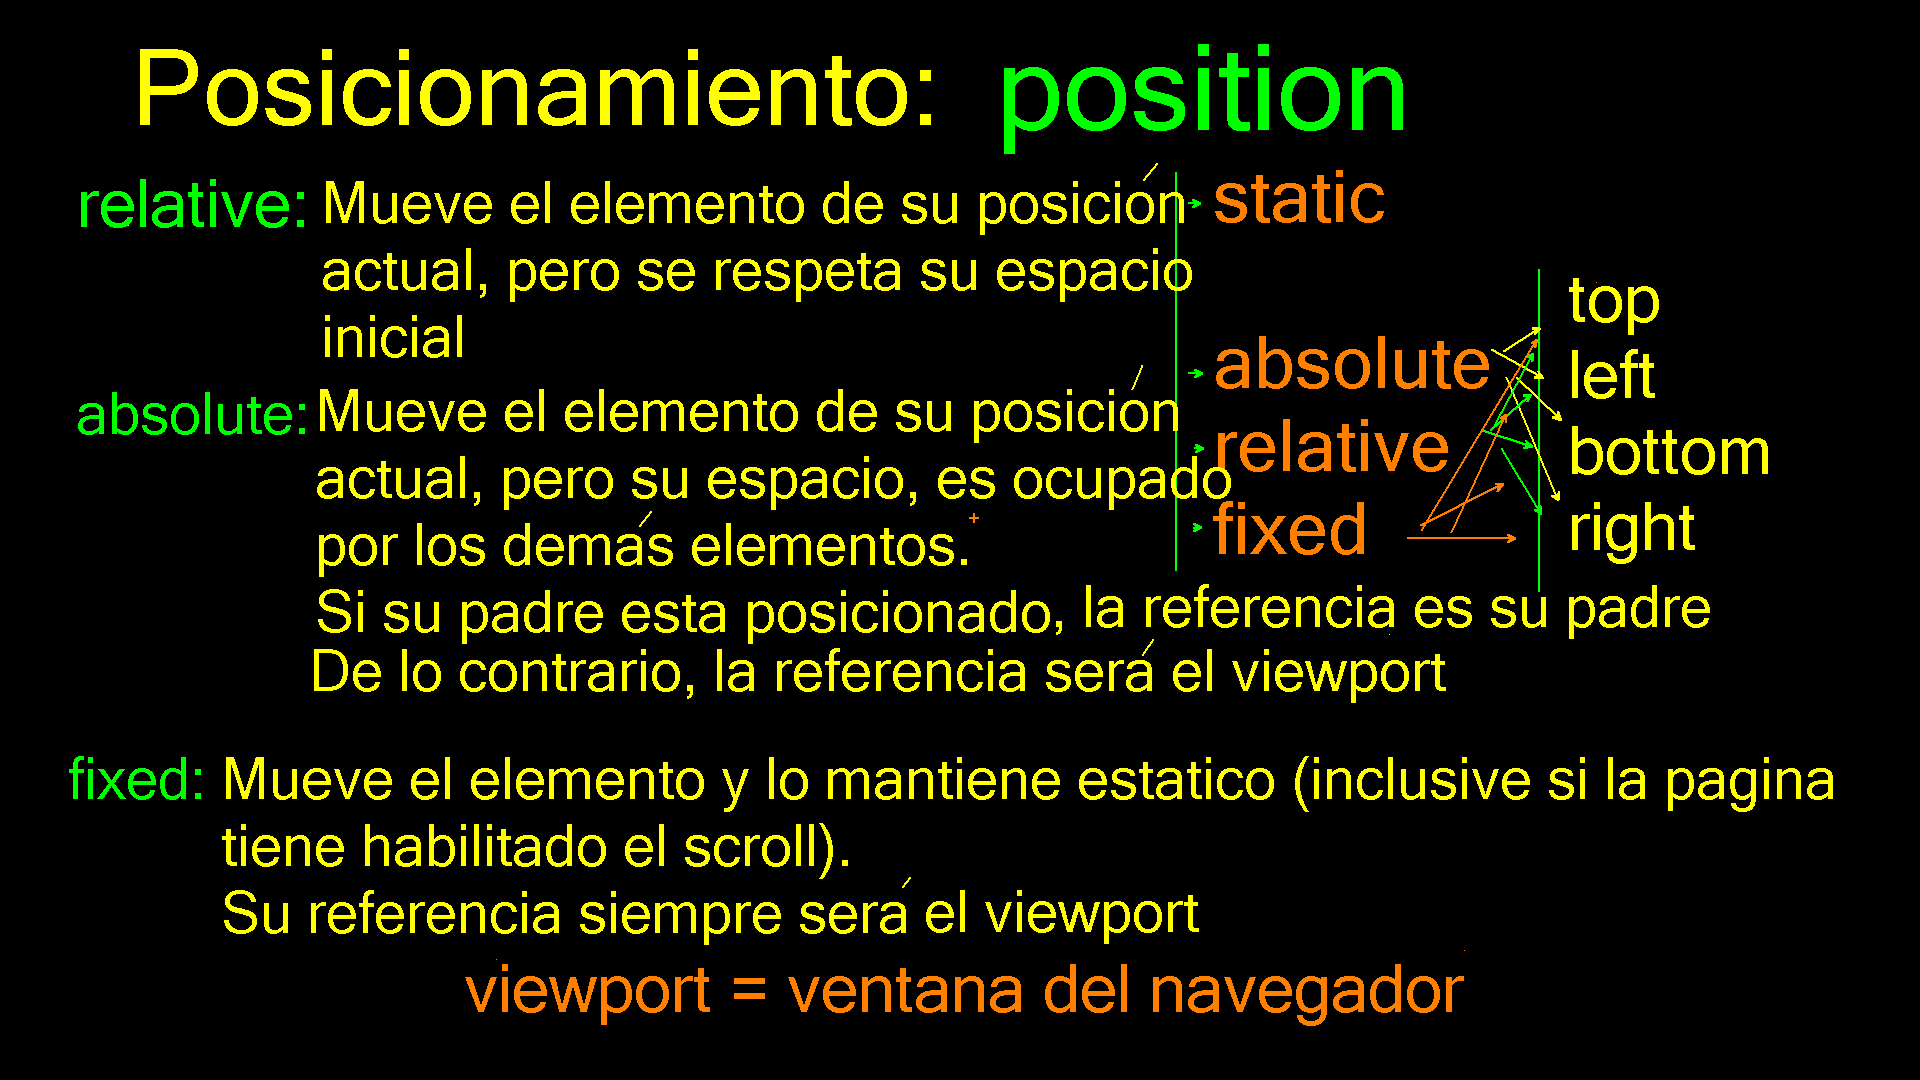 Posicionamiento: position
relative: Mueve el elemento de su posición
actual, pero se respeta su espacio
inicial
absolute: Mueve el elemento de su posición
actual, pero su espacio, es ocupado
por los demás elementos.
Si su padre esta posicionado, la referencia es su padre
De lo contrario, la referencia será el viewport
static
absolute
relative
fixed
top
left
bottom
right
fixed: Mueve el elemento y lo mantiene estatico (inclusive si la pagina
tiene habilitado el scroll).
Su referencia siempre será el viewport
viewport = ventana del navegador